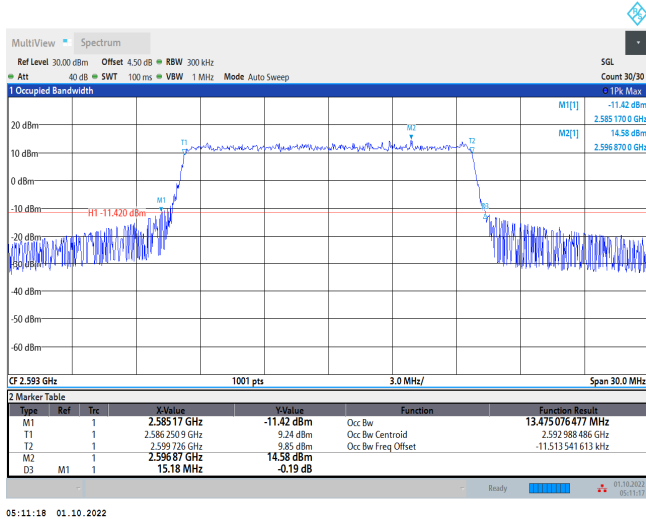 MultiView Spectrum
Ref Level 30.00 dBm Offset 4.50 dB RBW 300 kHz SGL
Att 40 dB SWT 100 ms VBW 1 MHz Mode Auto Sweep Count 30/30
1 Occupied Bandwidth 1Pk Max
M1[1] -11.42 dBm
2.585 170 0 GHz
M2[1] 14.58 dBm
2.596 870 0 GHz
20 dBm
M2
T1
T2
10 dBm
0 dBm
M1
D3
-10 dBm
H1 -11.420 dBm
-20 dBm
-30 dBm
-40 dBm
-50 dBm
-60 dBm
CF 2.593 GHz 1001 pts 3.0 MHz/ Span 30.0 MHz
2 Marker Table
Type Ref Trc X-Value Y-Value Function Function Result
M1 1 2.58517 GHz -11.42 dBm Occ Bw 13.475 076 477 MHz
T1 1 2.586 250 9 GHz 9.24 dBm Occ Bw Centroid 2.592 988 486 GHz
T2 1 2.599 726 GHz 9.85 dBm Occ Bw Freq Offset -11.513 541 613 kHz
M2 1 2.59687 GHz 14.58 dBm
D3 M1 1 15.18 MHz -0.19 dB
Ready 01.10.2022
05:11:17
05:11:18 01.10.2022